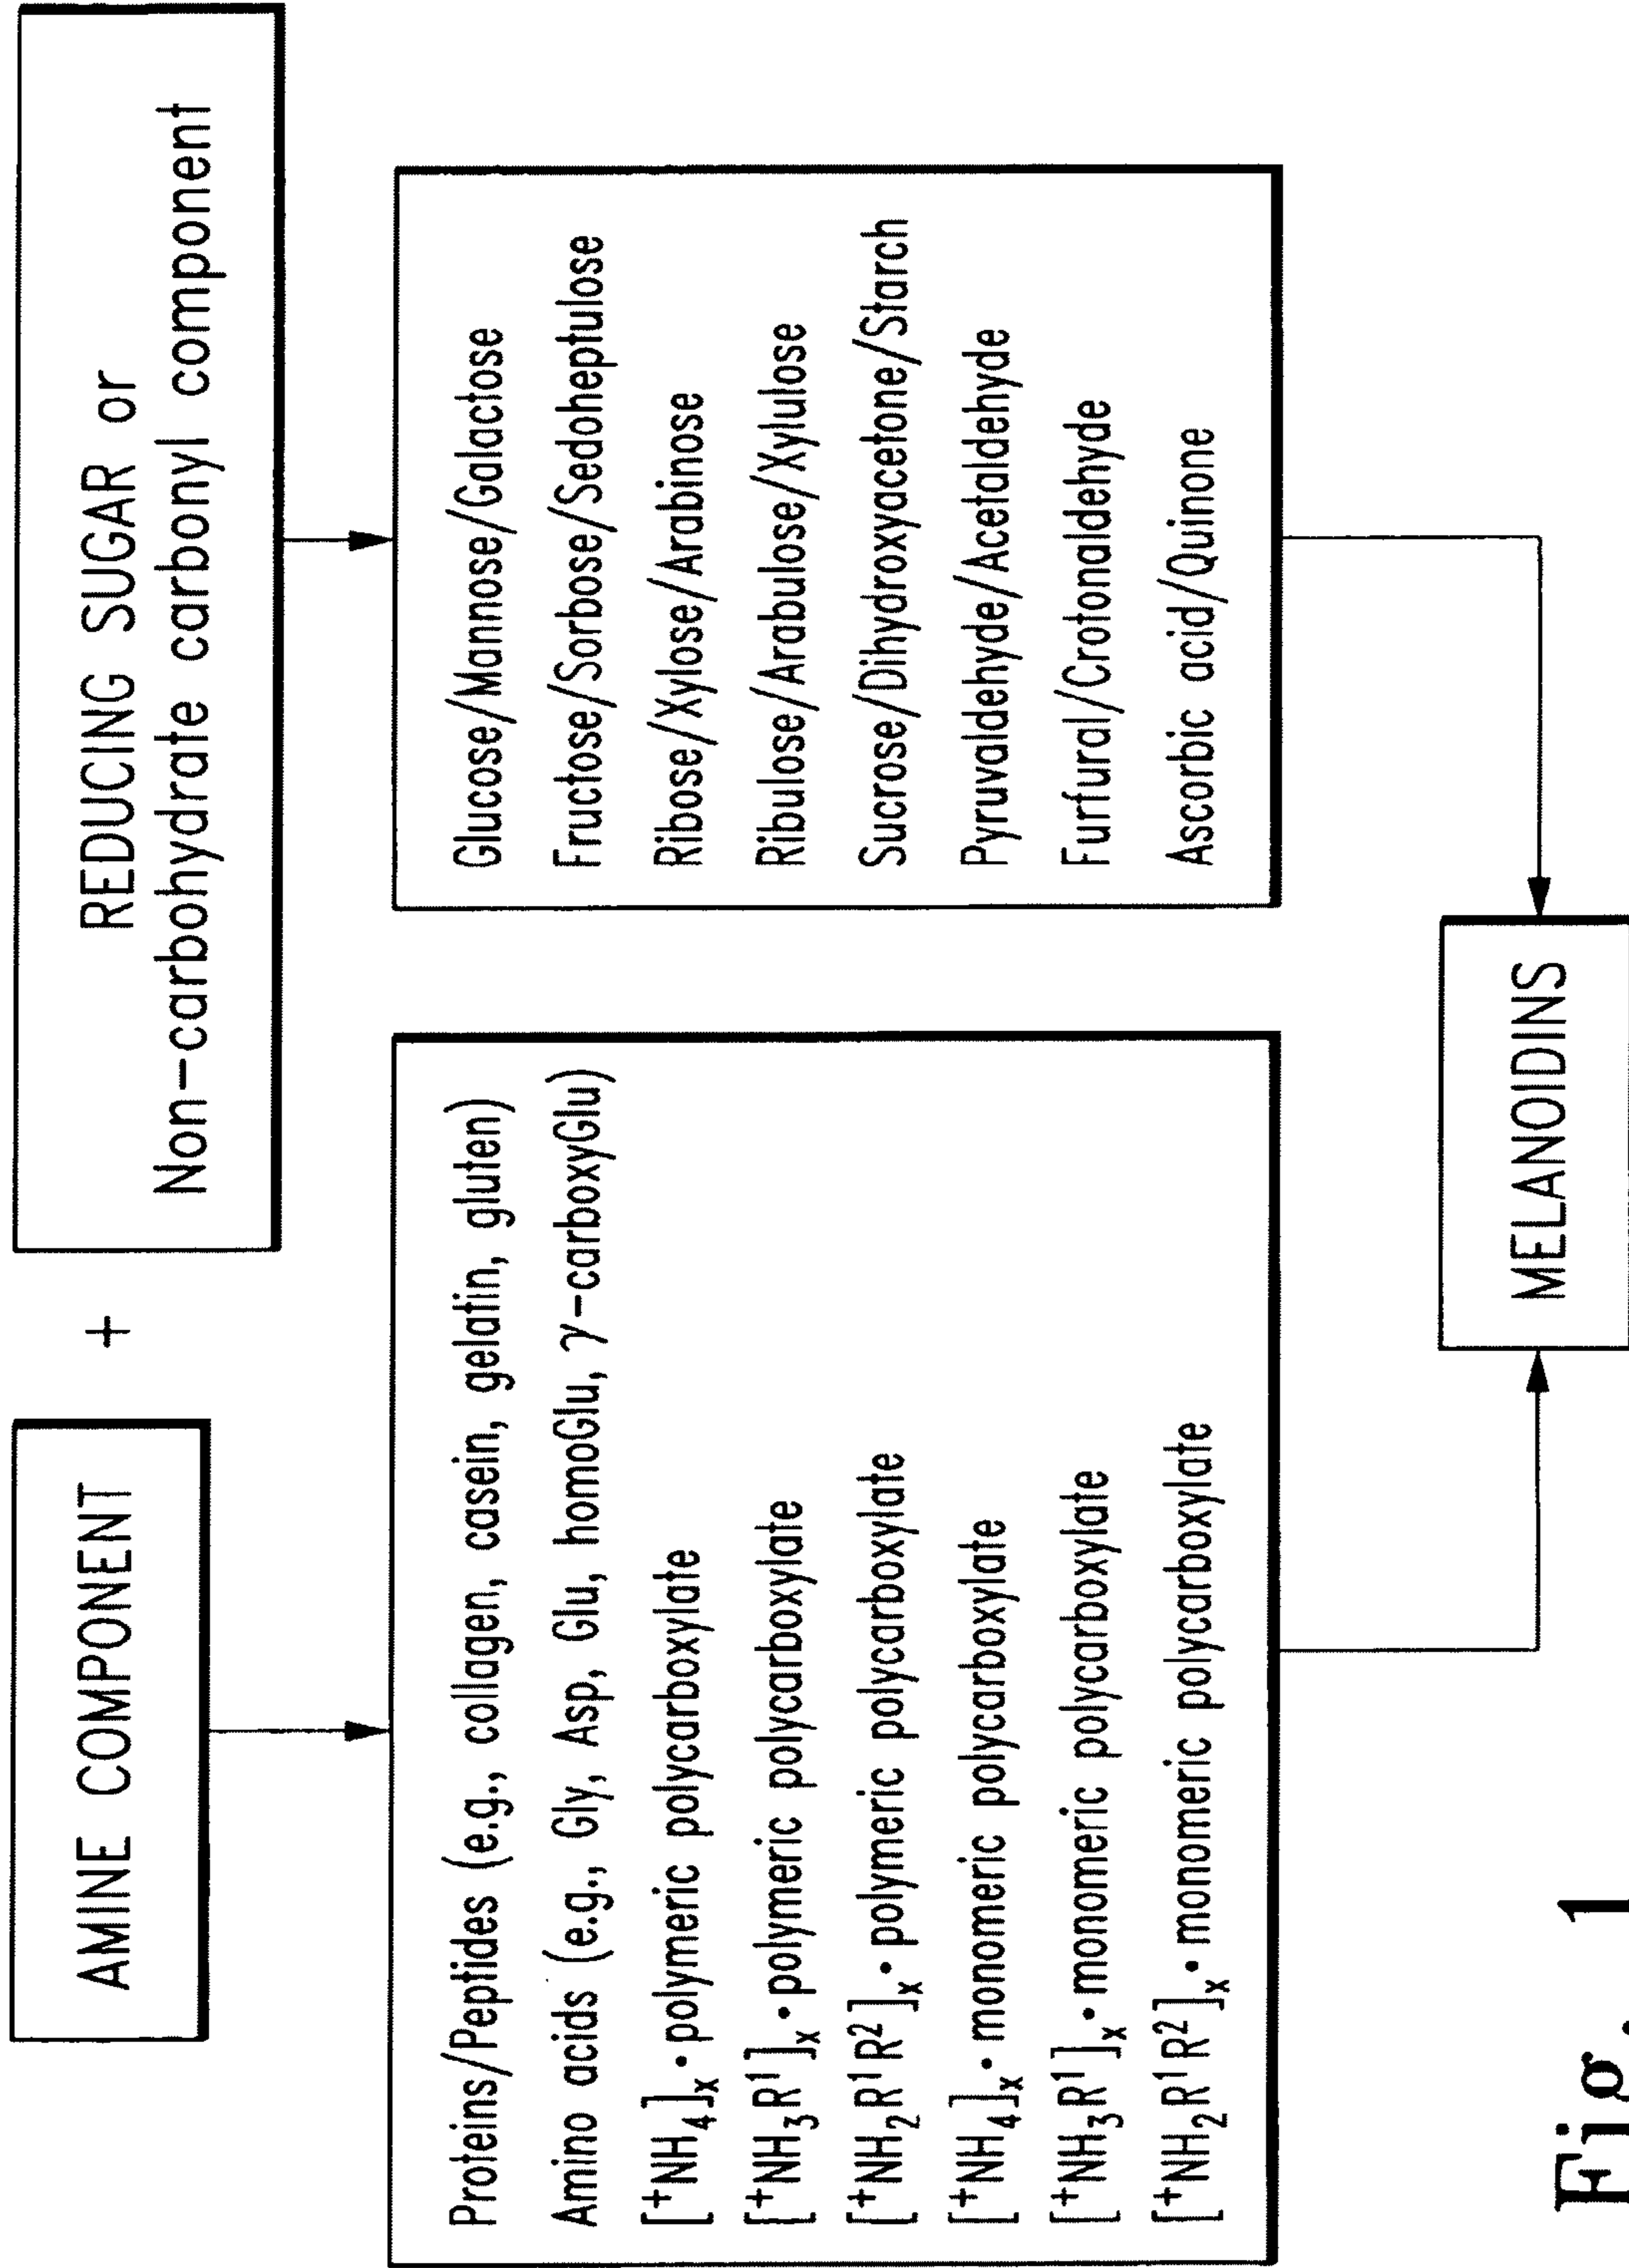 AMINE COMPONENT
+
REDUCING SUGAR or
Non-carbohydrate carbonyl component
Proteins/Peptides (e.g., collagen, casein, gelatin, gluten)
Amino acids (e.g., Gly, Asp, Glu, homoGlu, γ-carboxyGlu)
[⁺NH₄]ₓ•polymeric polycarboxylate
[⁺NH₃R¹]ₓ•polymeric polycarboxylate
[⁺NH₂R¹R²]ₓ•polymeric polycarboxylate
[⁺NH₄]ₓ•monomeric polycarboxylate
[⁺NH₃R¹]ₓ•monomeric polycarboxylate
[⁺NH₂R¹R²]ₓ•monomeric polycarboxylate
Glucose/Mannose/Galactose
Fructose/Sorbose/Sedoheptulose
Ribose/Xylose/Arabinose
Ribulose/Arabulose/Xylulose
Sucrose/Dihydroxyacetone/Starch
Pyruvaldehyde/Acetaldehyde
Furfural/Crotonaldehyde
Ascorbic acid/Quinone
MELANOIDINS
Fig. 1